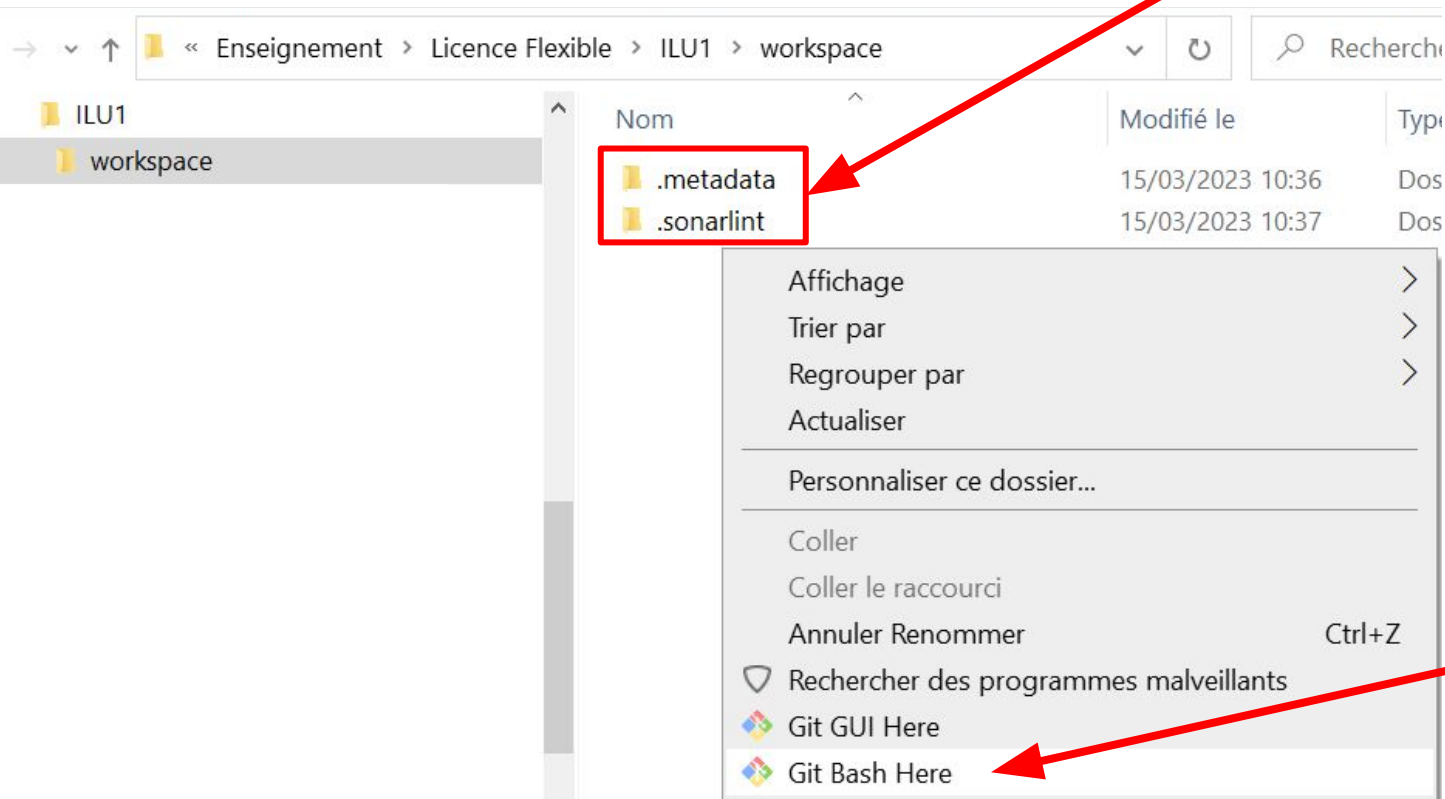 « Enseignement > Licence Flexible > ILU1 > workspace
Recherche
ILU1
workspace
Nom
Modifié le
Type
.metadata
15/03/2023 10:36
Dos
.sonarlint
15/03/2023 10:37
Dos
Affichage
Trier par
Regrouper par
Actualiser
Personnaliser ce dossier...
Coller
Coller le raccourci
Annuler Renommer Ctrl+Z
Rechercher des programmes malveillants
Git GUI Here
Git Bash Here